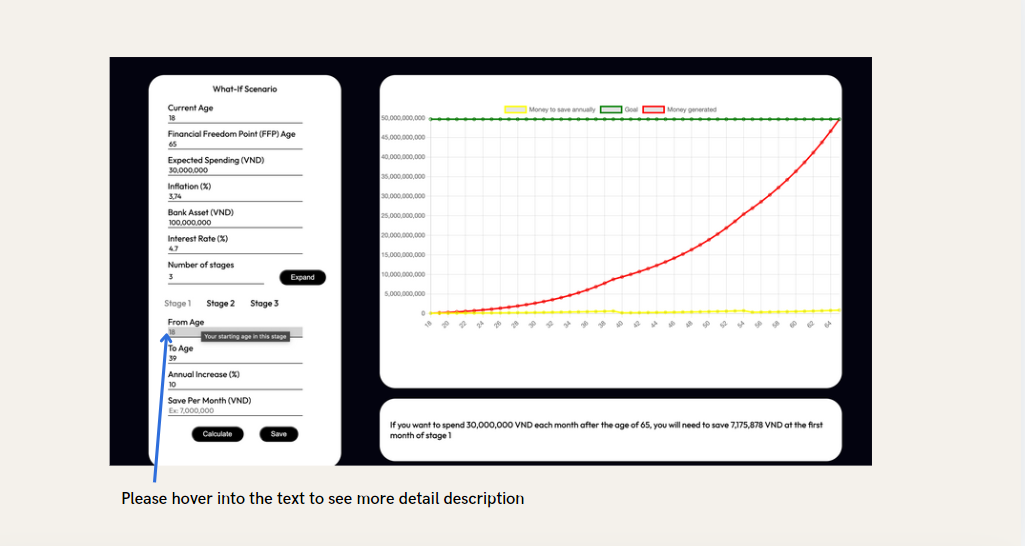 What-If Scenario
Current Age
18
Financial Freedom Point (FFP) Age
65
Expected Spending (VND)
30,000,000
Inflation (%)
3,74
Bank Asset (VND)
100,000,000
Interest Rate (%)
4.7
Number of stages
3
Expand
Stage 1 Stage 2 Stage 3
From Age
18
Your starting age in this stage
To Age
39
Annual Increase (%)
10
Save Per Month (VND)
Ex: 7,000,000
Calculate Save
Money to save annually Goal Money generated
50,000,000,000
45,000,000,000
40,000,000,000
35,000,000,000
30,000,000,000
25,000,000,000
20,000,000,000
15,000,000,000
10,000,000,000
5,000,000,000
0
18 20 22 24 26 28 30 32 34 36 38 40 42 44 46 48 50 52 54 56 58 60 62 64
If you want to spend 30,000,000 VND each month after the age of 65, you will need to save 7,175,878 VND at the first
month of stage 1
Please hover into the text to see more detail description